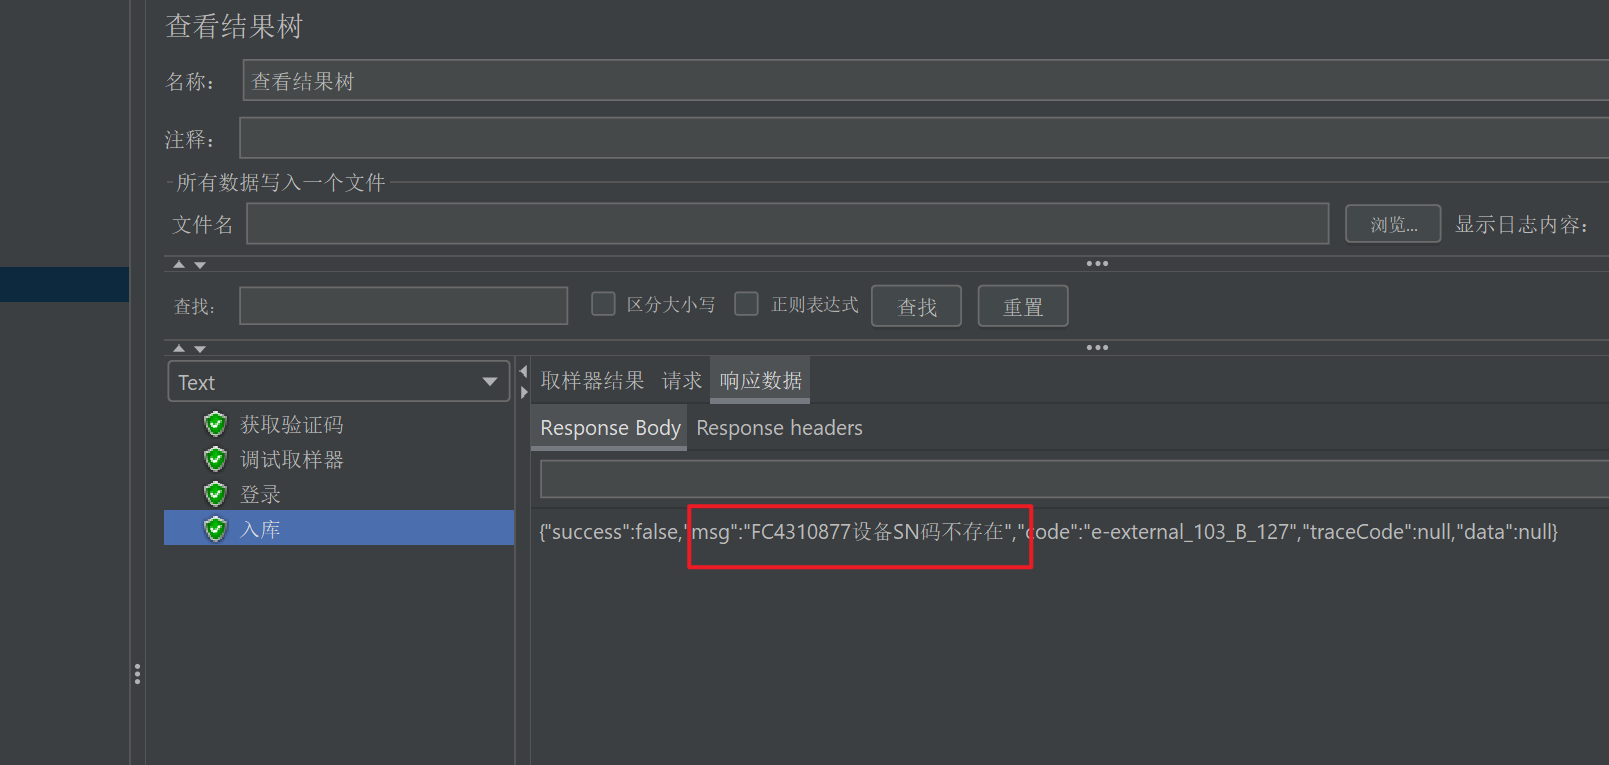 查看结果树
名称： 查看结果树
注释：
所有数据写入一个文件
文件名 浏览... 显示日志内容：
查找： 区分大小写 正则表达式 查找 重置
Text
取样器结果 请求 响应数据
获取验证码
Response Body Response headers
调试取样器
登录
入库
{"success":false,"msg":"FC4310877设备SN码不存在","code":"e-external_103_B_127","traceCode":null,"data":null}